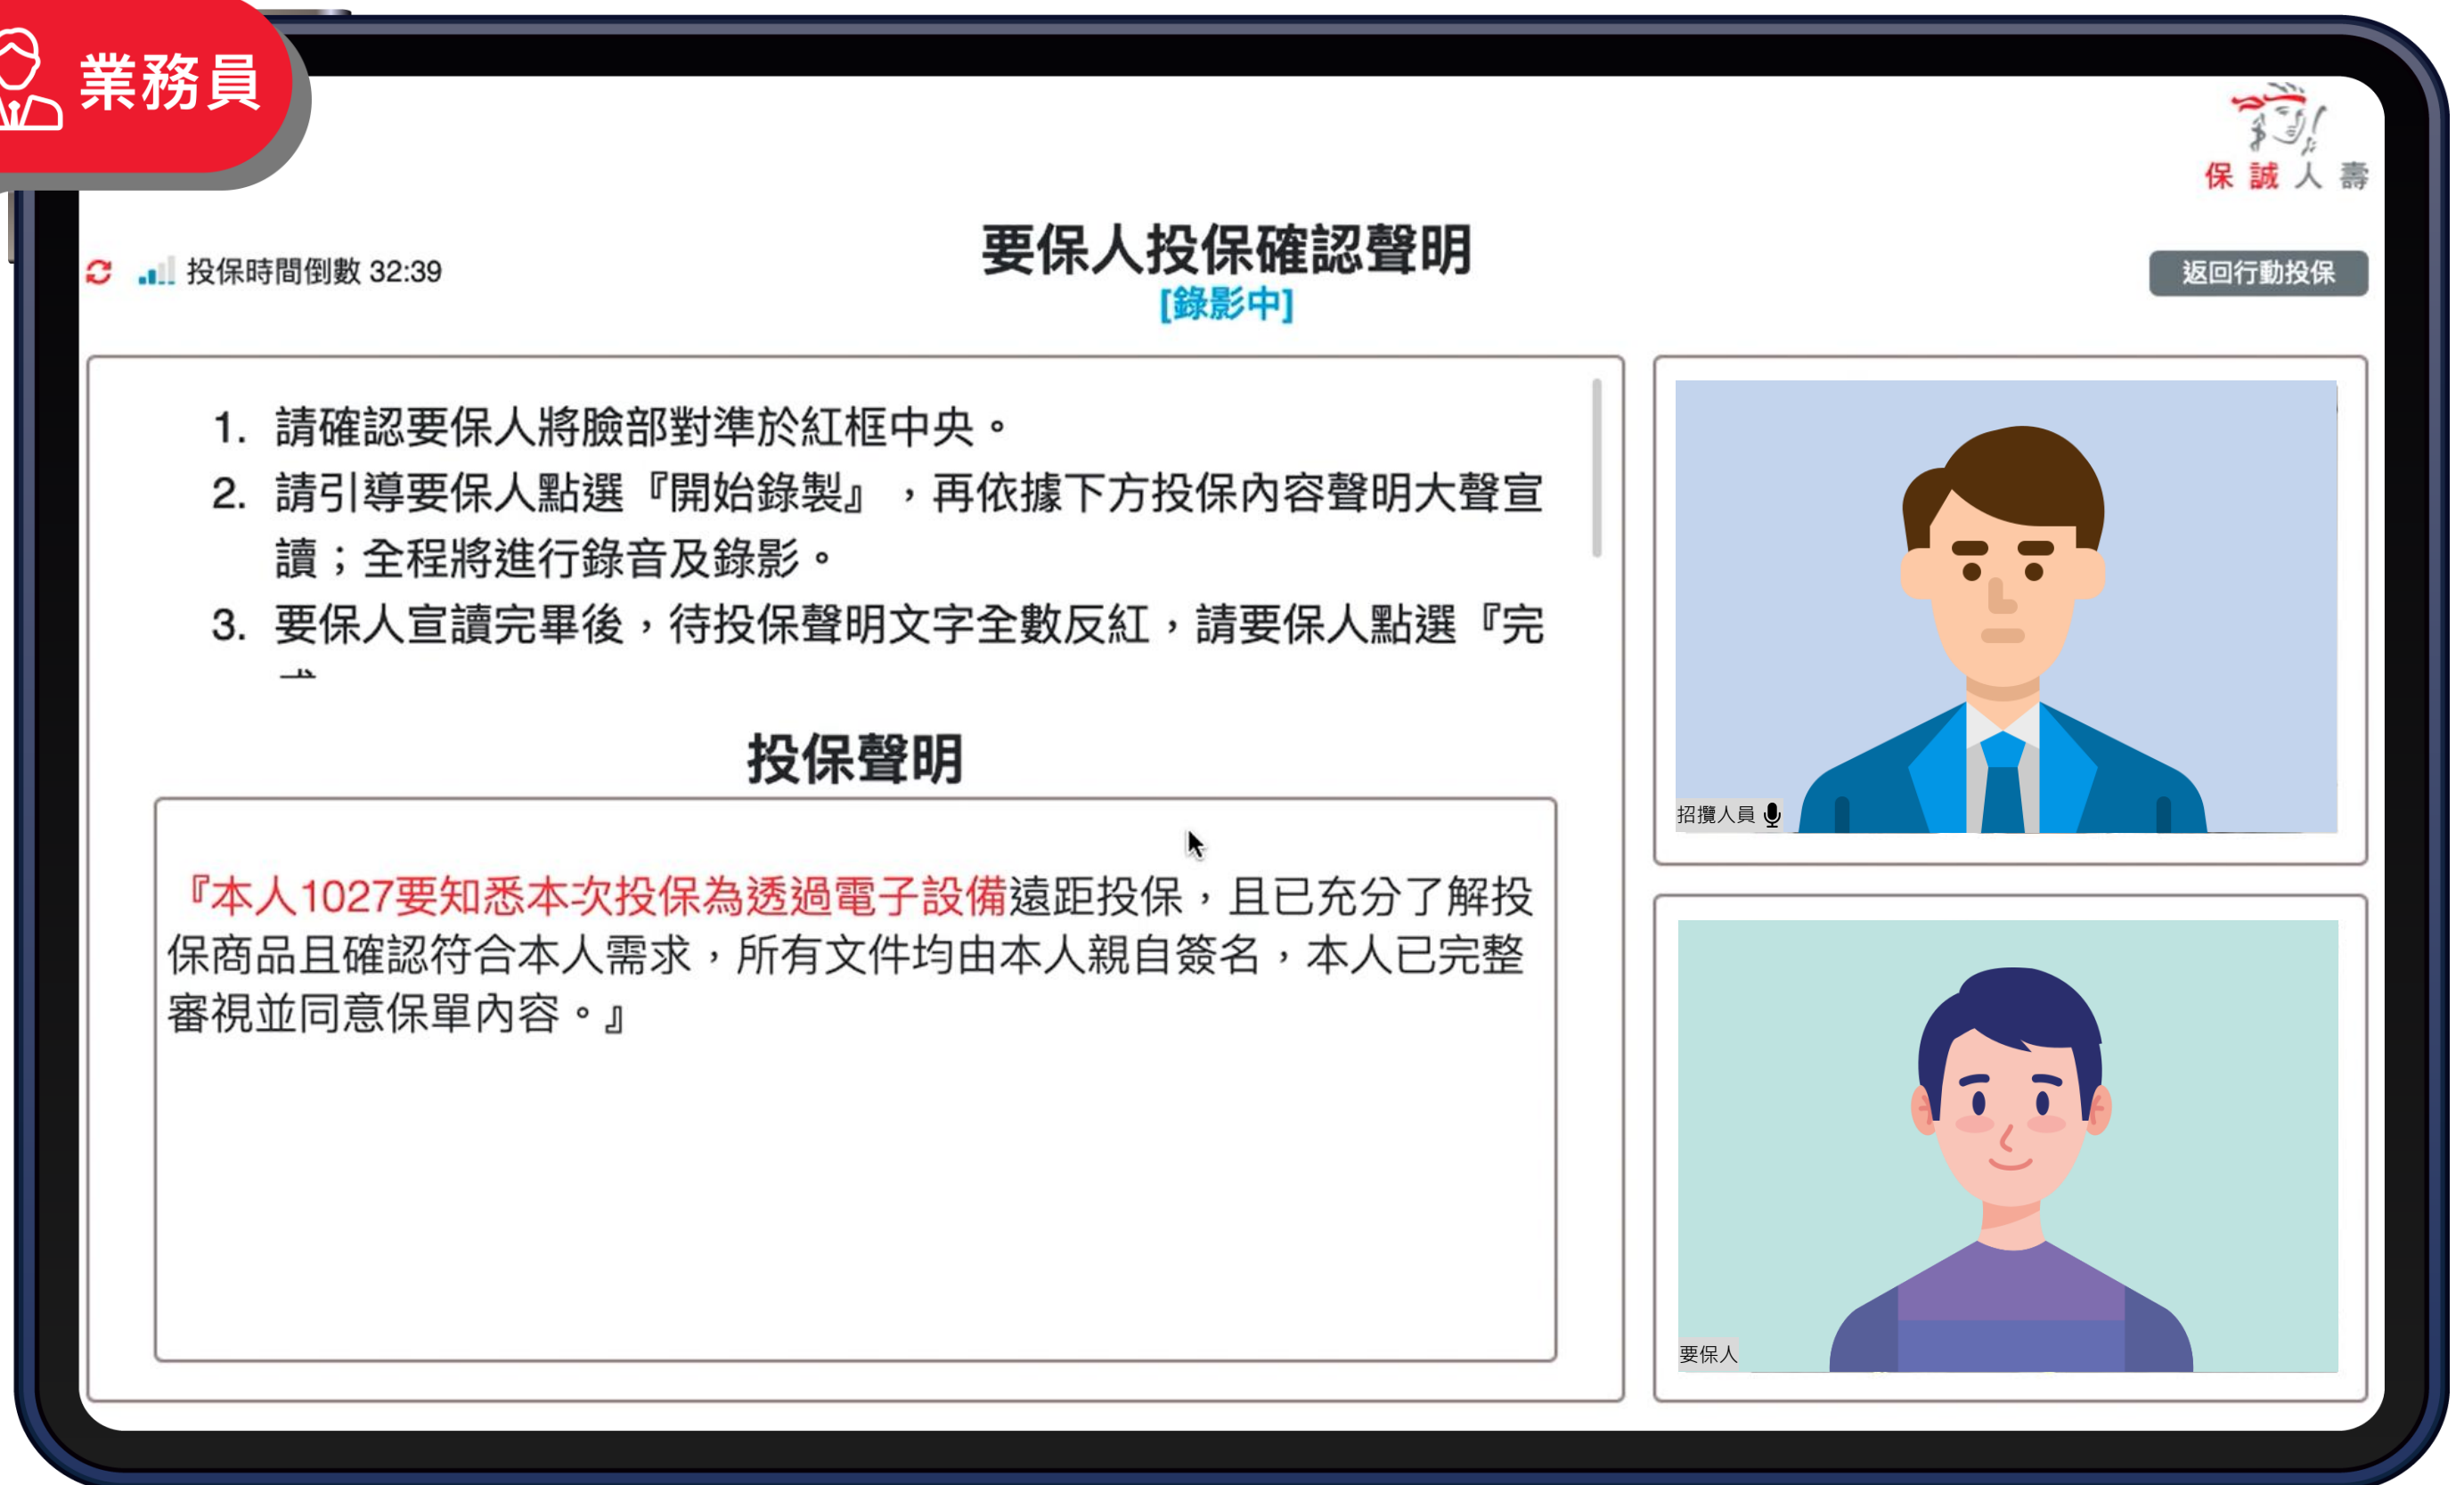 業務員
保誠人壽
要保人投保確認聲明
投保時間倒數 32:39
返回行動投保
[錄影中]
1. 請確認要保人將臉部對準於紅框中央。
2. 請引導要保人點選『開始錄製』，再依據下方投保內容聲明大聲宣
讀；全程將進行錄音及錄影。
3. 要保人宣讀完畢後，待投保聲明文字全數反紅，請要保人點選『完
投保聲明
『本人1027要知悉本次投保為透過電子設備遠距投保，且已充分了解投
保商品且確認符合本人需求，所有文件均由本人親自簽名，本人已完整
審視並同意保單內容。』
招攬人員
要保人